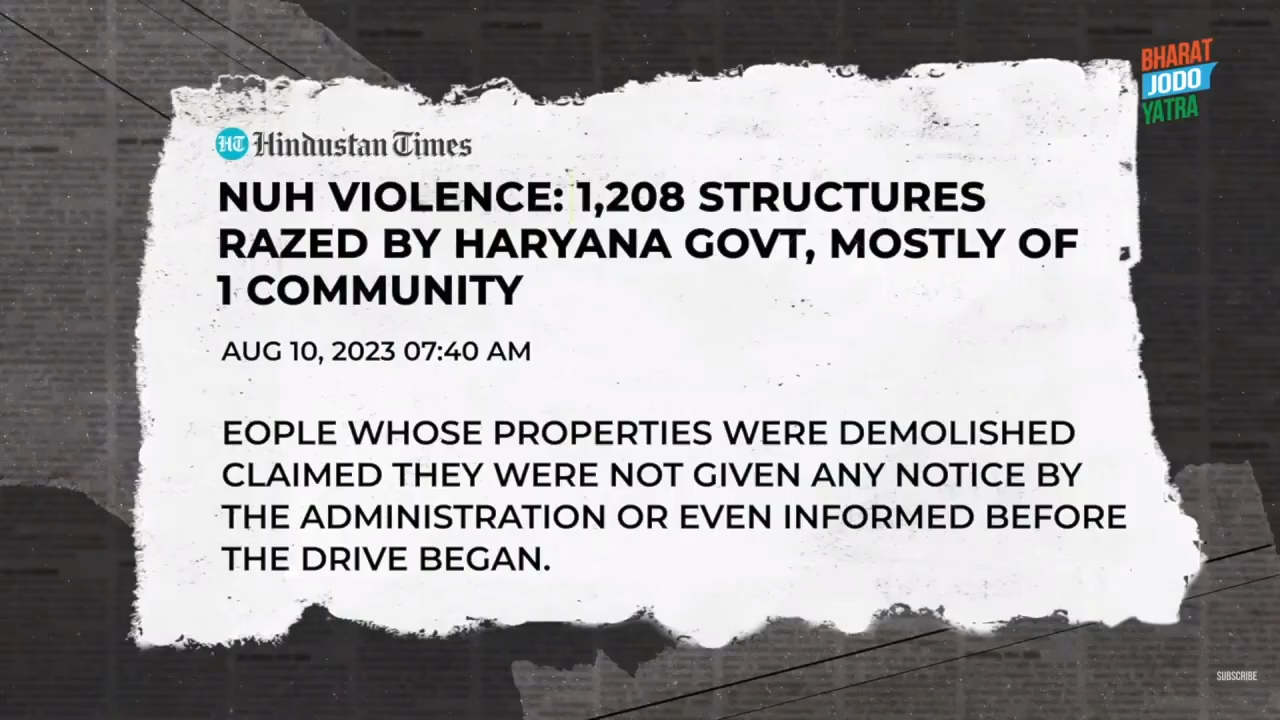 BHARAT
JODO
YATRA
HT Hindustan Times
NUH VIOLENCE: 1,208 STRUCTURES
RAZED BY HARYANA GOVT, MOSTLY OF
1 COMMUNITY
AUG 10, 2023 07:40 AM
EOPLE WHOSE PROPERTIES WERE DEMOLISHED
CLAIMED THEY WERE NOT GIVEN ANY NOTICE BY
THE ADMINISTRATION OR EVEN INFORMED BEFORE
THE DRIVE BEGAN.
SUBSCRIBE